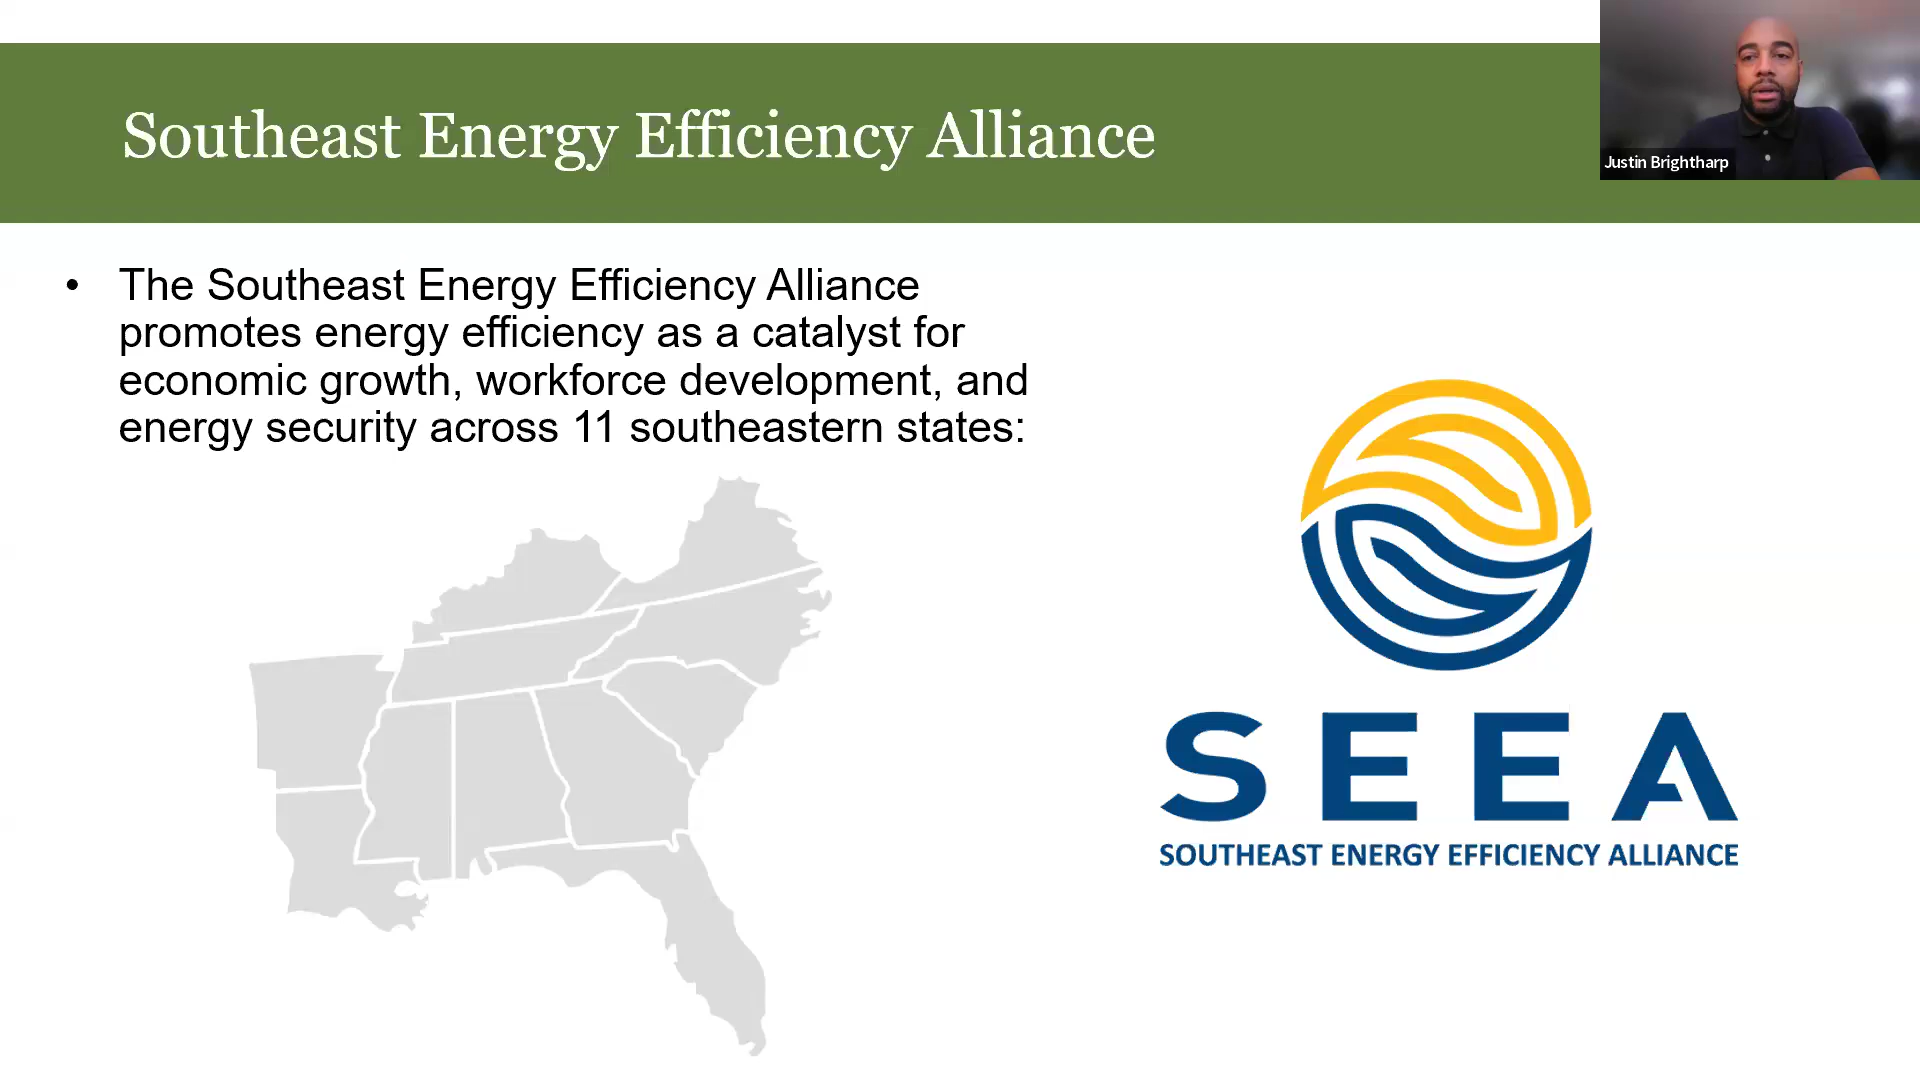 Southeast Energy Efficiency Alliance
Justin Brightharp
• The Southeast Energy Efficiency Alliance
promotes energy efficiency as a catalyst for
economic growth, workforce development, and
energy security across 11 southeastern states:
SEEA
SOUTHEAST ENERGY EFFICIENCY ALLIANCE